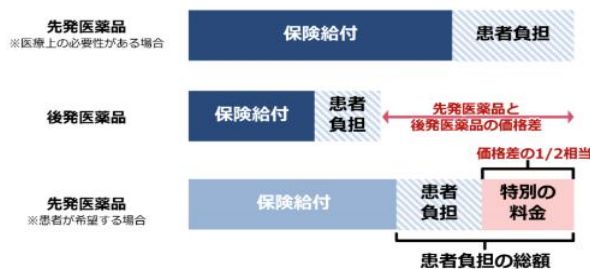 先発医薬品
※医療上の必要性がある場合
保険給付
患者負担
後発医薬品
保険給付
患者
負担
先発医薬品と
後発医薬品の価格差
価格差の1/2相当
先発医薬品
※患者が希望する場合
保険給付
患者
負担
特別の
料金
患者負担の総額